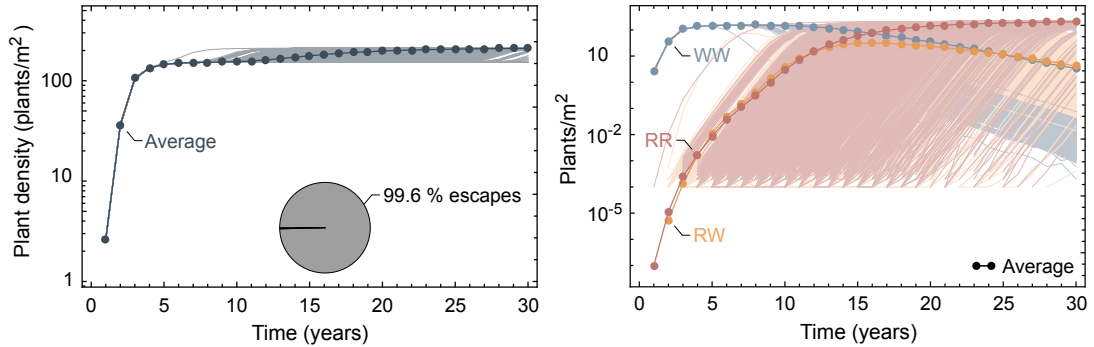 Plant density (plants/m²)
100
10
1
Average
99.6 % escapes
0 5 10 15 20 25 30
Time (years)
Plants/m²
10
10⁻²
10⁻⁵
WW
RR
RW
Average
0 5 10 15 20 25 30
Time (years)